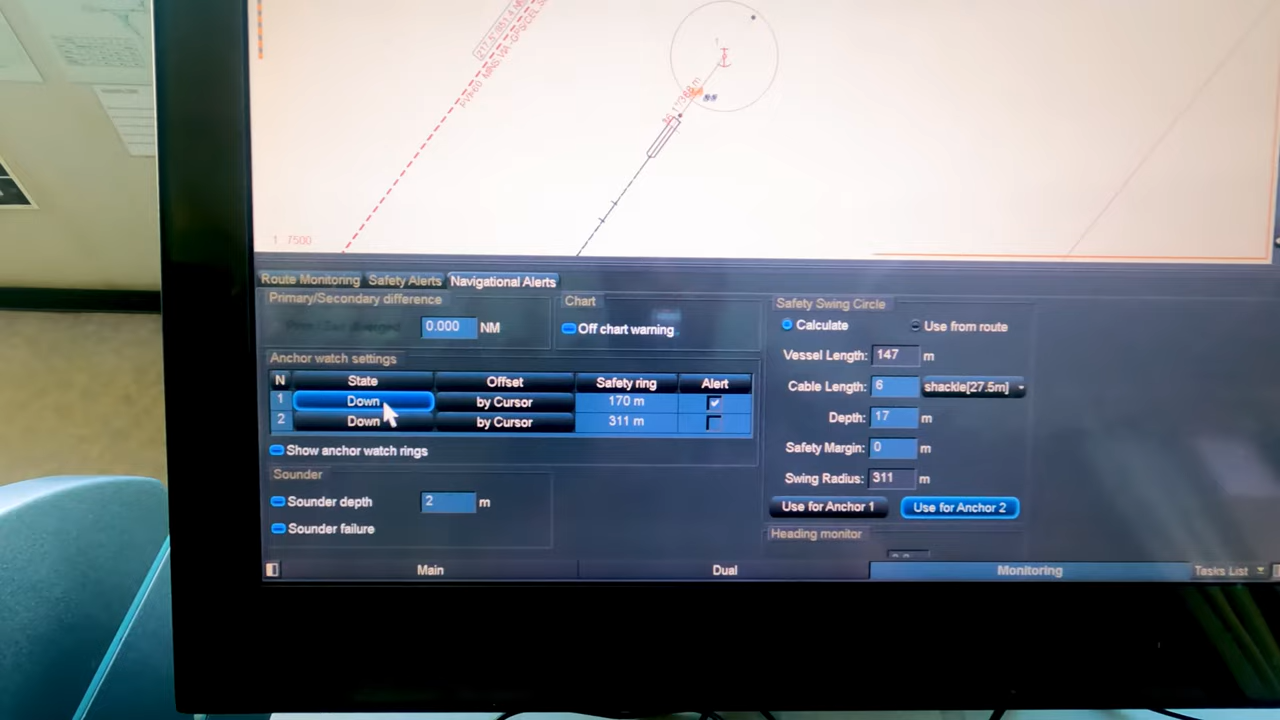 1 7500
Route Monitoring Safety Alerts Navigational Alerts
Primary/Secondary difference
0.000 NM
Chart
Off chart warning
Anchor watch settings
N State Offset Safety ring Alert
1 Down by Cursor 170 m
2 Down by Cursor 311 m
Show anchor watch rings
Sounder
Sounder depth 2 m
Sounder failure
Safety Swing Circle
Calculate Use from route
Vessel Length: 147 m
Cable Length: 6 shackle[27.5m]
Depth: 17 m
Safety Margin: 0 m
Swing Radius: 311 m
Use for Anchor 1 Use for Anchor 2
Heading monitor
Main Dual Monitoring Tasks List